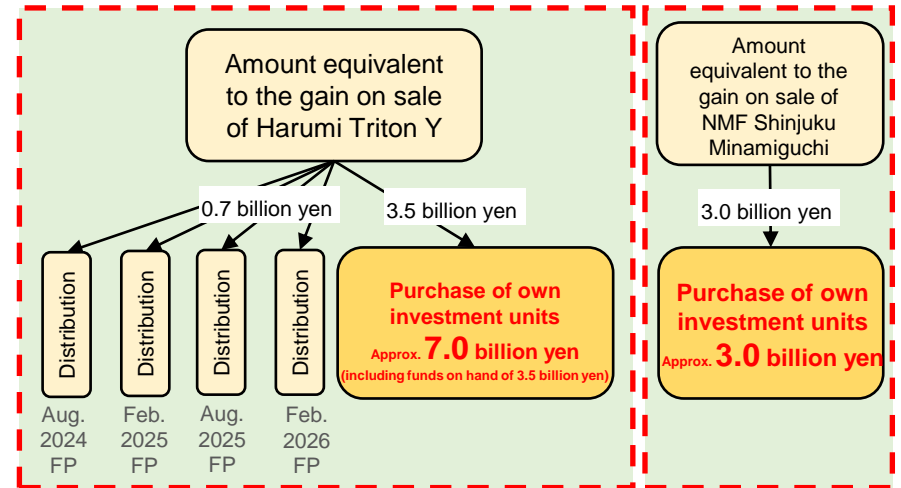 Amount equivalent
to the gain on sale
of Harumi Triton Y
0.7 billion yen
3.5 billion yen
Distribution
Distribution
Distribution
Distribution
Purchase of own
investment units
Approx. 7.0 billion yen
(including funds on hand of 3.5 billion yen)
Aug.
2024
FP
Feb.
2025
FP
Aug.
2025
FP
Feb.
2026
FP
Amount
equivalent to the
gain on sale of
NMF Shinjuku
Minamiguchi
3.0 billion yen
Purchase of own
investment units
Approx. 3.0 billion yen